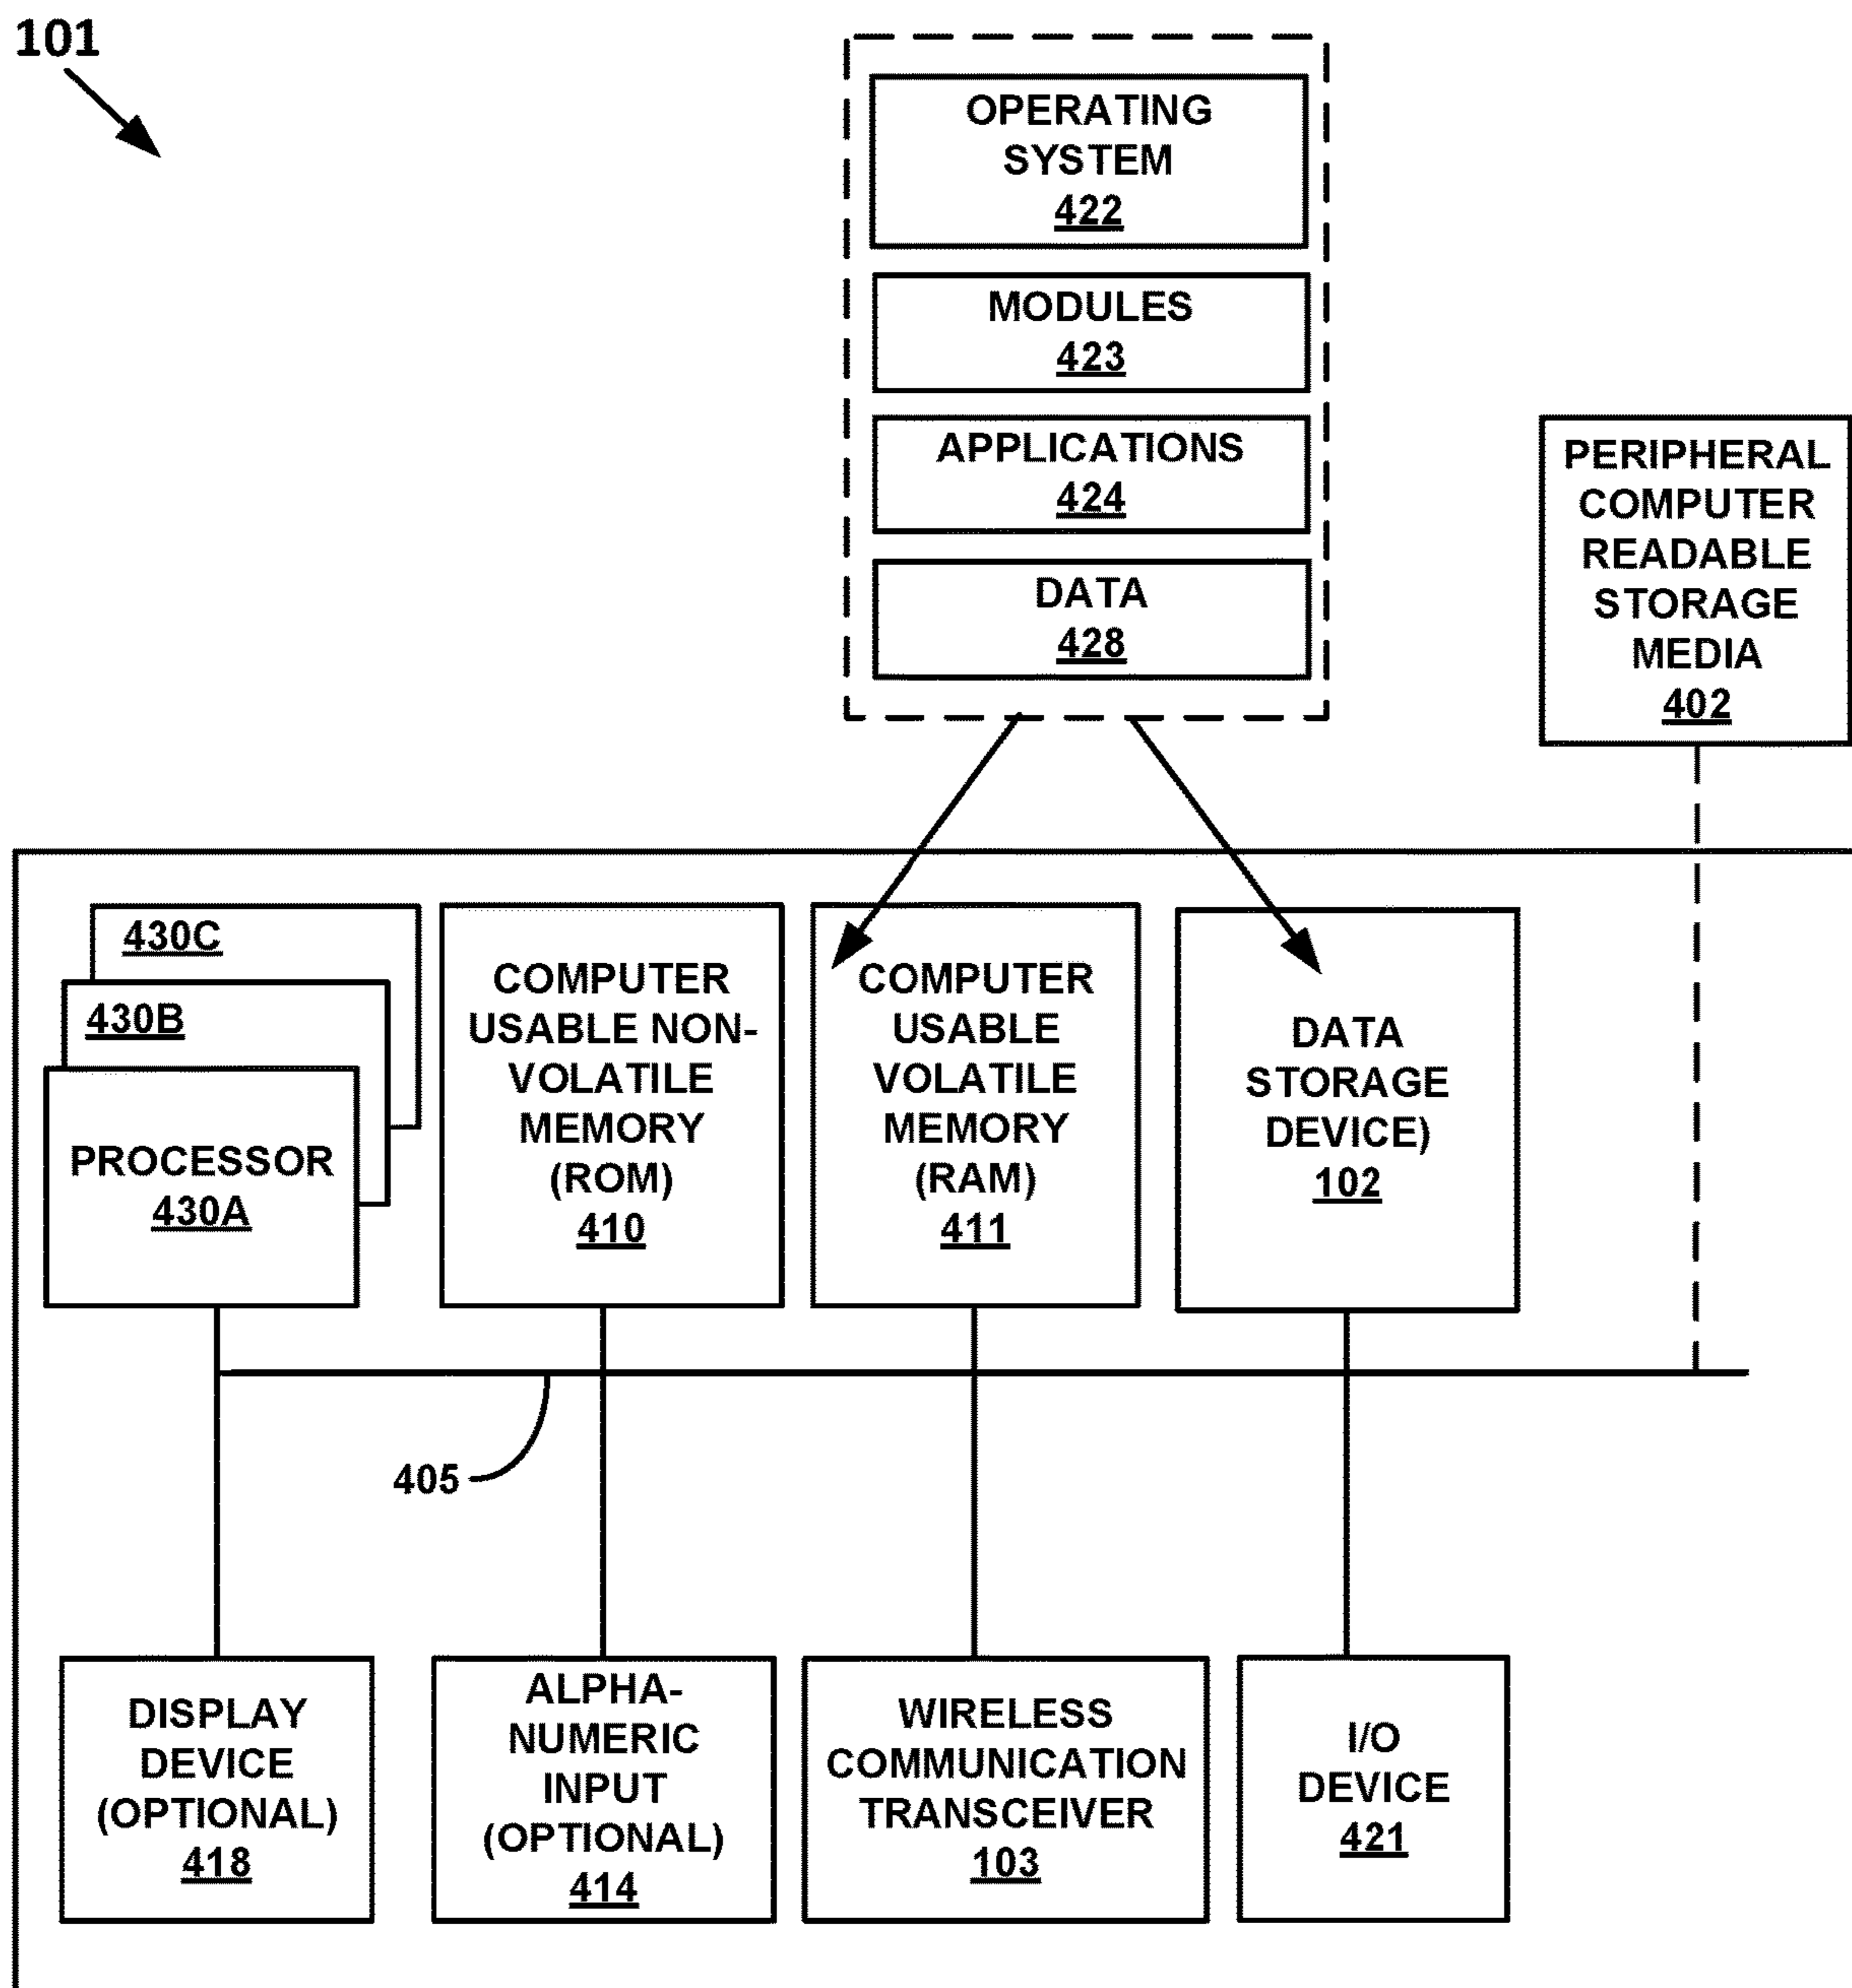 101
OPERATING
SYSTEM
422
MODULES
423
APPLICATIONS
424
DATA
428
PERIPHERAL
COMPUTER
READABLE
STORAGE
MEDIA
402
430C
430B
PROCESSOR
430A
COMPUTER
USABLE NON-
VOLATILE
MEMORY
(ROM)
410
COMPUTER
USABLE
VOLATILE
MEMORY
(RAM)
411
DATA
STORAGE
DEVICE)
102
405
DISPLAY
DEVICE
(OPTIONAL)
418
ALPHA-
NUMERIC
INPUT
(OPTIONAL)
414
WIRELESS
COMMUNICATION
TRANSCEIVER
103
I/O
DEVICE
421